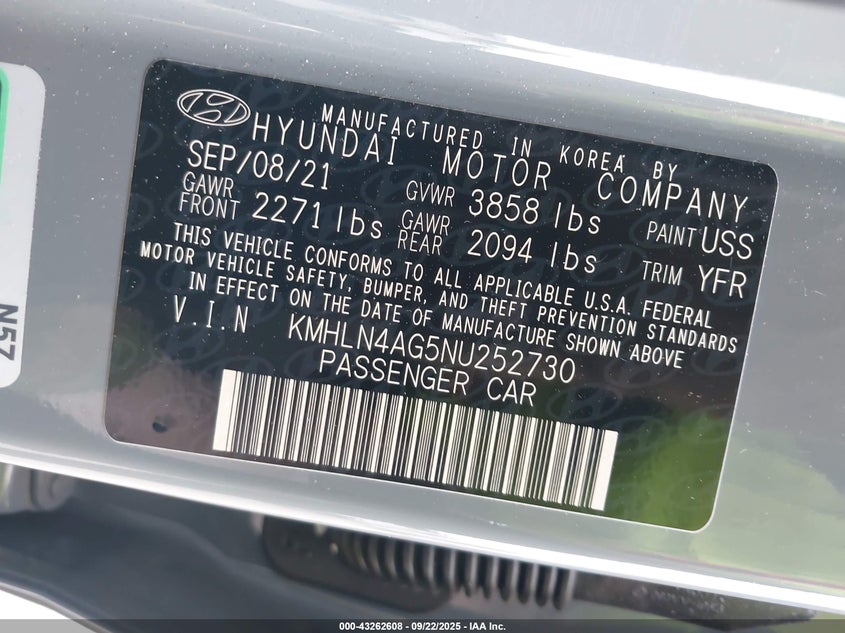 MANUFACTURED IN KOREA BY
HYUNDAI MOTOR COMPANY
SEP/08/21 GVWR 3858 lbs PAINT USS
GAWR FRONT 2271 lbs GAWR REAR 2094 lbs TRIM YFR
THIS VEHICLE CONFORMS TO ALL APPLICABLE U.S.A. FEDERAL
MOTOR VEHICLE SAFETY, BUMPER, AND THEFT PREVENTION STANDARDS
IN EFFECT ON THE DATE OF MANUFACTURE SHOWN ABOVE
V.I.N KMHLN4AG5NU252730
PASSENGER CAR
N57
000-43262608 - 09/22/2025 - IAA Inc.